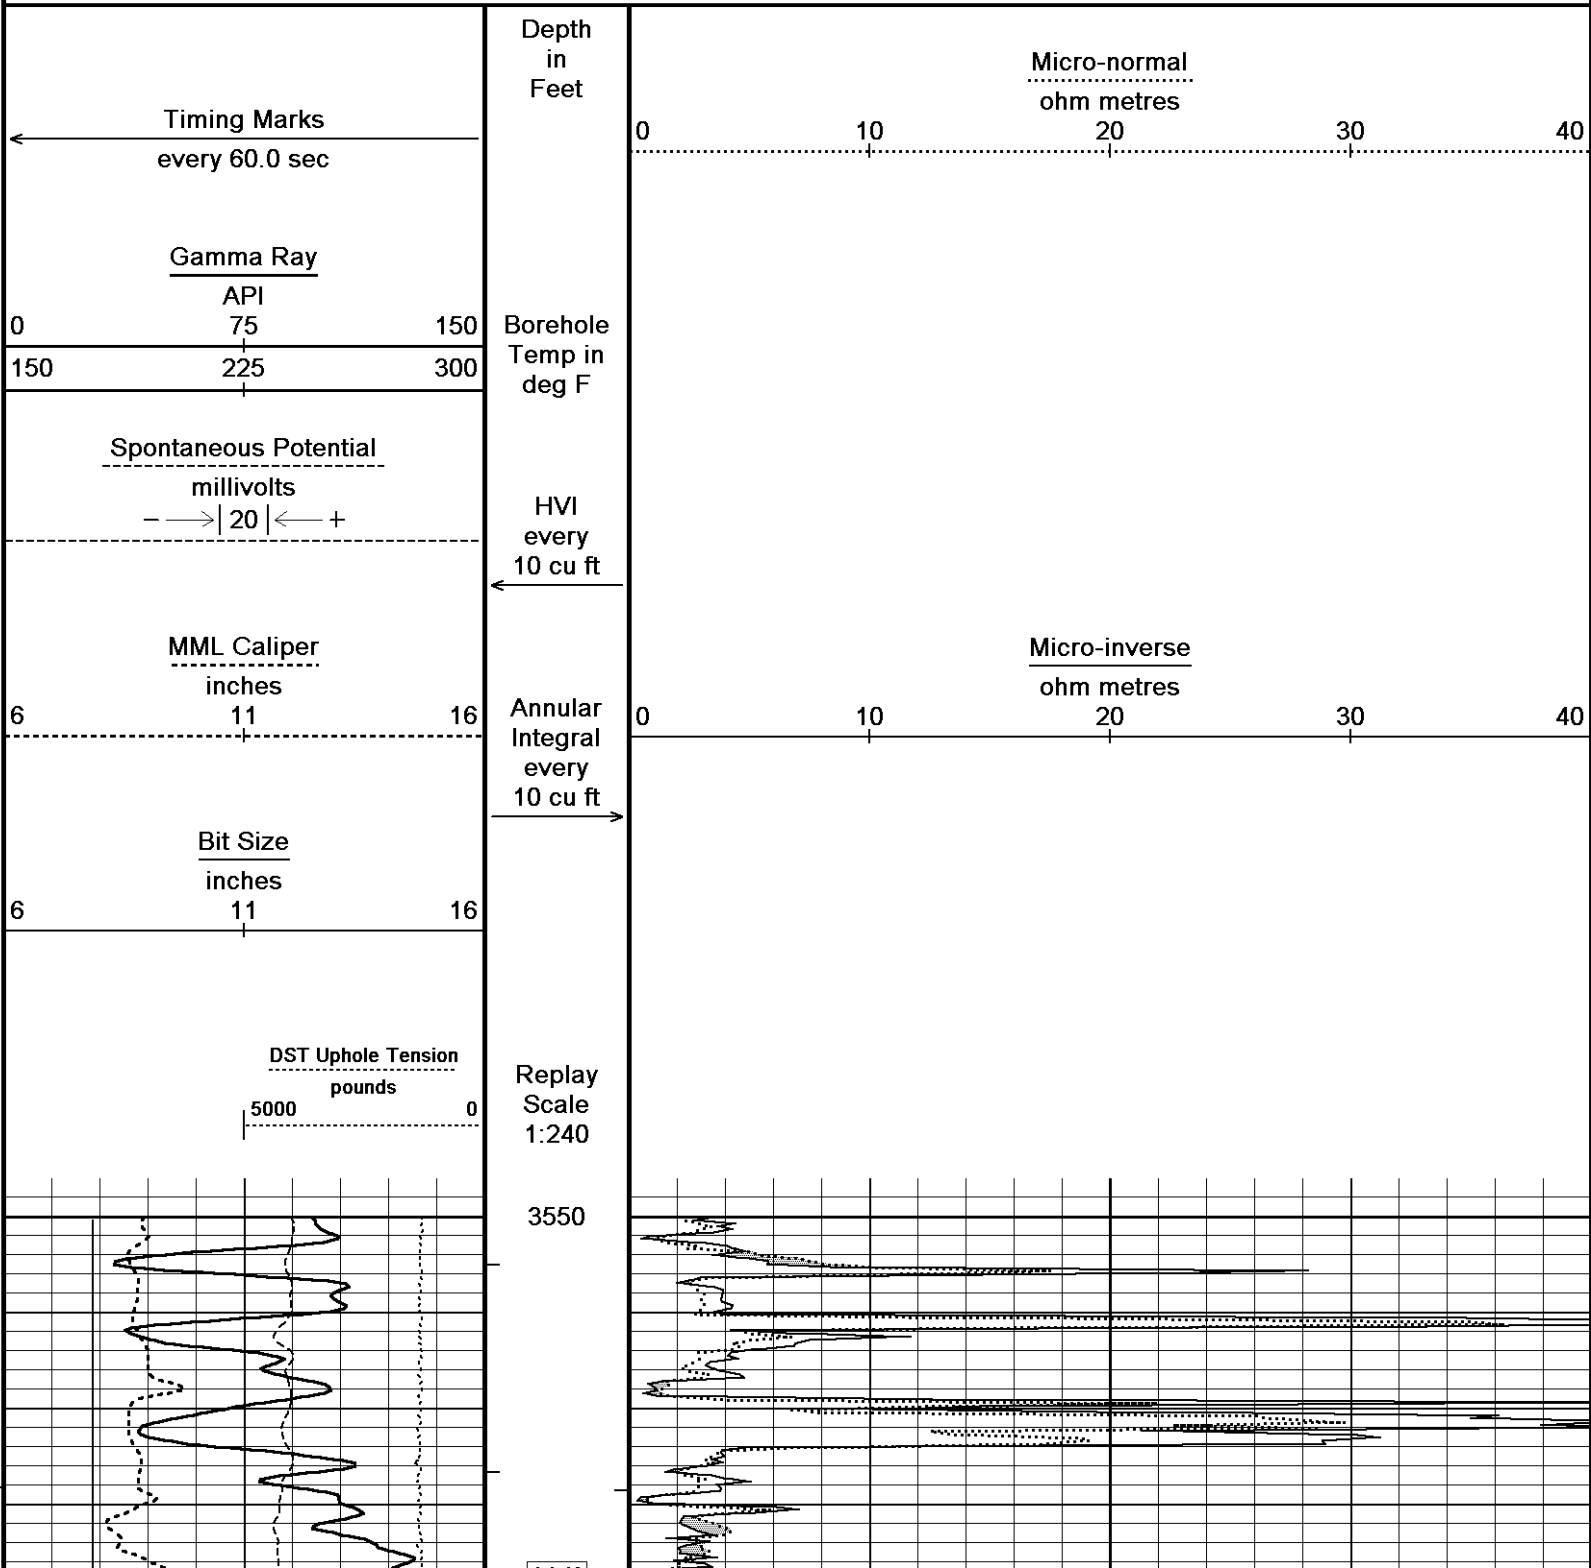 Timing Marks
every 60.0 sec
Gamma Ray
API
0 75 150
150 225 300
Spontaneous Potential
millivolts
− 20 +
MML Caliper
inches
6 11 16
Bit Size
inches
6 11 16
DST Uphole Tension
pounds
5000 0
Depth
in
Feet
Borehole
Temp in
deg F
HVI
every
10 cu ft
Annular
Integral
every
10 cu ft
Replay
Scale
1:240
3550
Micro-normal
ohm metres
0 10 20 30 40
Micro-inverse
ohm metres
0 10 20 30 40